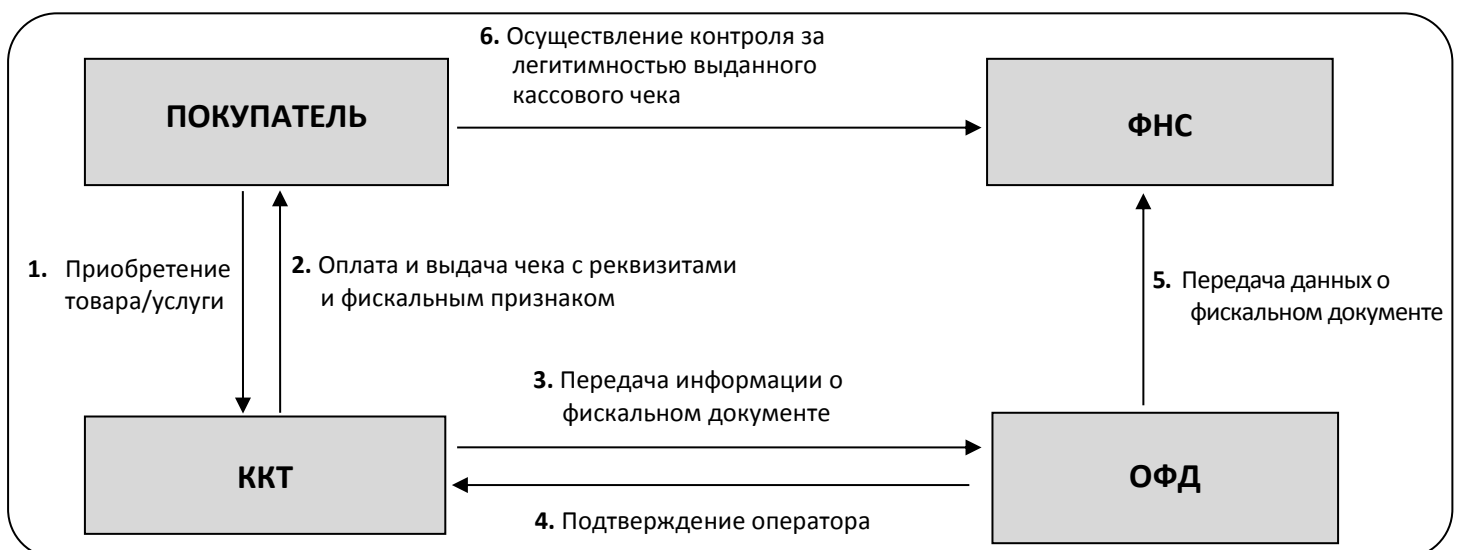 6. Осуществление контроля за
легитимностью выданного
кассового чека
ПОКУПАТЕЛЬ
ФНС
1. Приобретение
товара/услуги
2. Оплата и выдача чека с реквизитами
и фискальным признаком
5. Передача данных о
фискальном документе
3. Передача информации о
фискальном документе
ККТ
ОФД
4. Подтверждение оператора